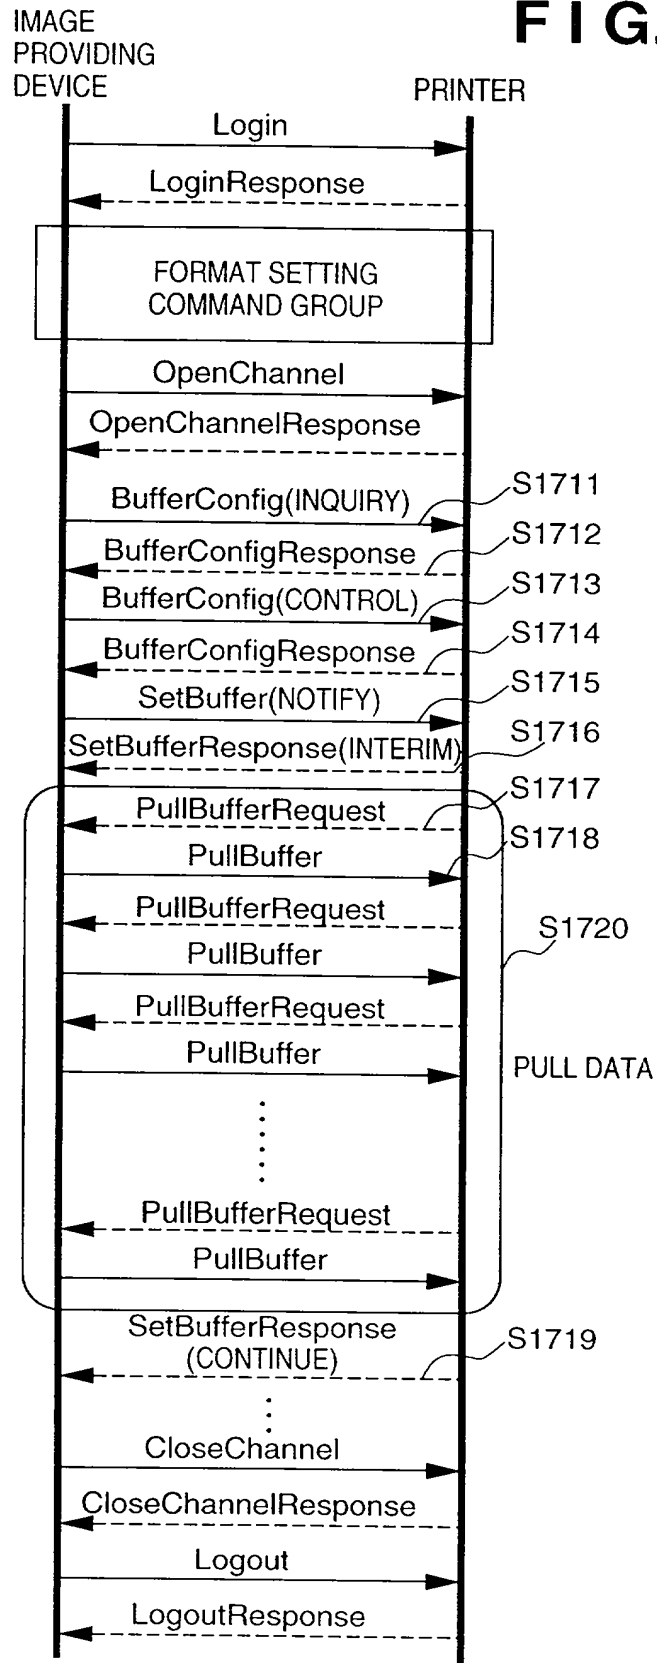 FIG.
IMAGE
PROVIDING
DEVICE
PRINTER
Login
LoginResponse
FORMAT SETTING
COMMAND GROUP
OpenChannel
OpenChannelResponse
BufferConfig(INQUIRY)
S1711
BufferConfigResponse
S1712
BufferConfig(CONTROL)
S1713
BufferConfigResponse
S1714
SetBuffer(NOTIFY)
S1715
SetBufferResponse(INTERIM)
S1716
PullBufferRequest
S1717
PullBuffer
S1718
PullBufferRequest
S1720
PullBuffer
PullBufferRequest
PullBuffer
PULL DATA
PullBufferRequest
PullBuffer
SetBufferResponse
(CONTINUE)
S1719
CloseChannel
CloseChannelResponse
Logout
LogoutResponse